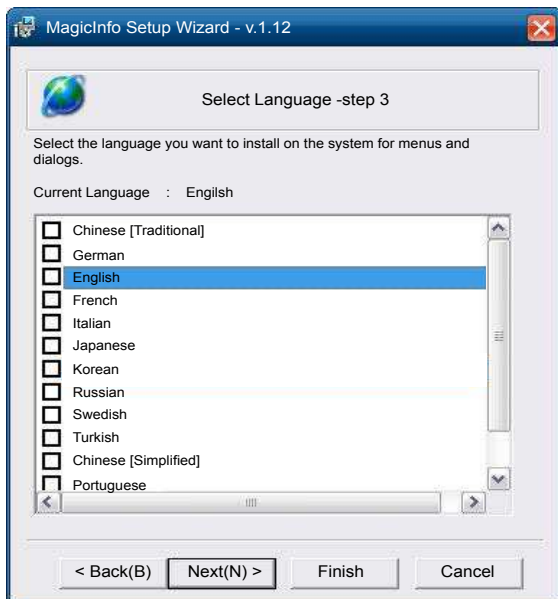 MagicInfo Setup Wizard - v.1.12
Select Language -step 3
Select the language you want to install on the system for menus and
dialogs.
Current Language : Engilsh
Chinese [Traditional]
German
English
French
Italian
Japanese
Korean
Russian
Swedish
Turkish
Chinese [Simplified]
Portuguese
< Back(B) Next(N) > Finish Cancel